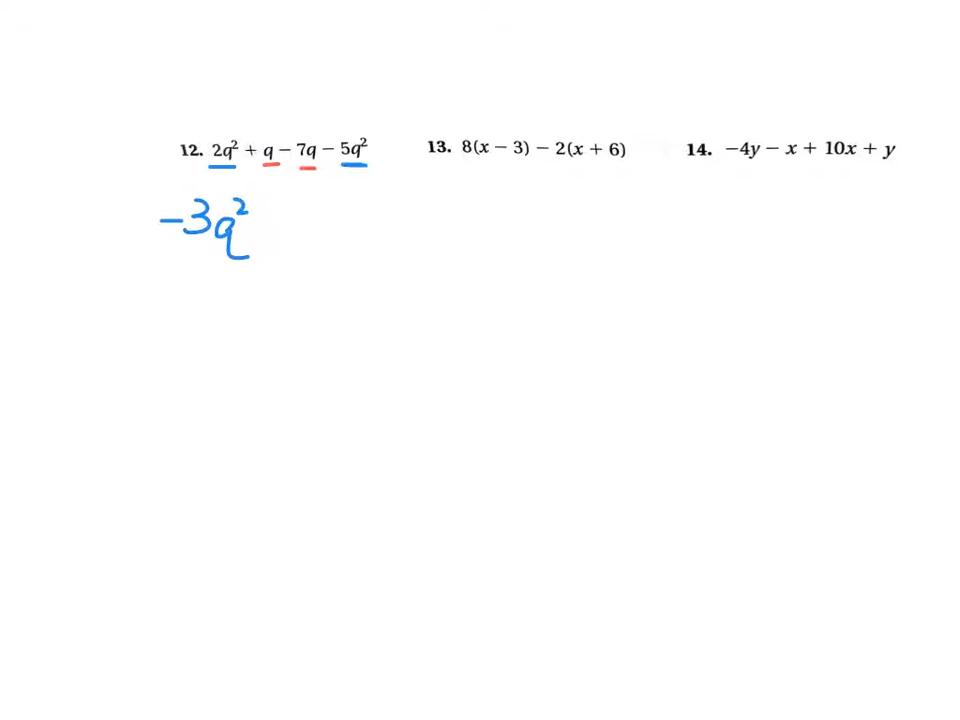 12. 2q² + q − 7q − 5q²
13. 8(x − 3) − 2(x + 6)
14. −4y − x + 10x + y
−3q²